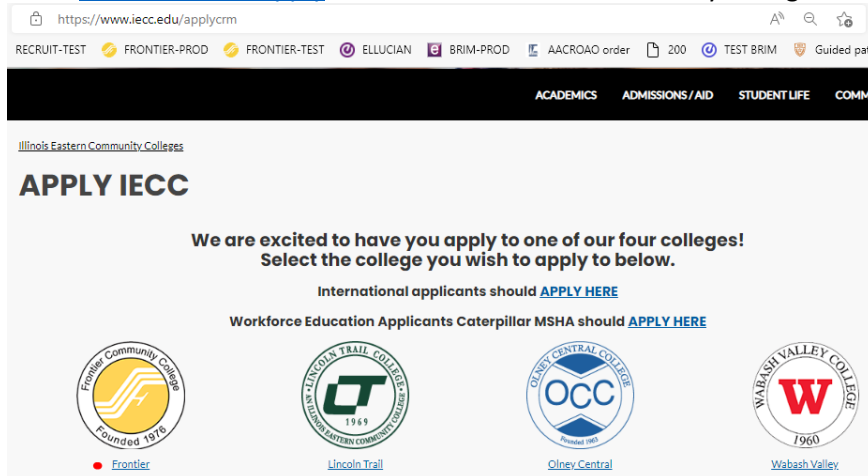 https://www.iecc.edu/applycrm
RECRUIT-TEST FRONTIER-PROD FRONTIER-TEST ELLUCIAN BRIM-PROD AACROAO order 200 TEST BRIM Guided pat
ACADEMICS ADMISSIONS / AID STUDENT LIFE COMM
Illinois Eastern Community Colleges
APPLY IECC
We are excited to have you apply to one of our four colleges!
Select the college you wish to apply to below.
International applicants should APPLY HERE
Workforce Education Applicants Caterpillar MSHA should APPLY HERE
Frontier Community College
Founded 1976
LINCOLN TRAIL COLLEGE
LT
1969
AN ILLINOIS EASTERN COMMUNITY COLLEGE
OLNEY CENTRAL COLLEGE
OCC
Founded 1963
WABASH VALLEY COLLEGE
W
1960
Frontier Lincoln Trail Olney Central Wabash Valley